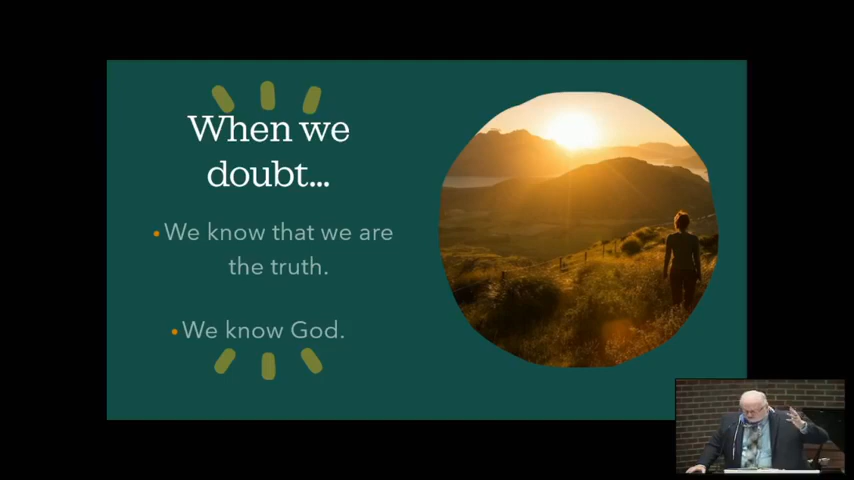 When we
doubt...
•We know that we are
the truth.
•We know God.